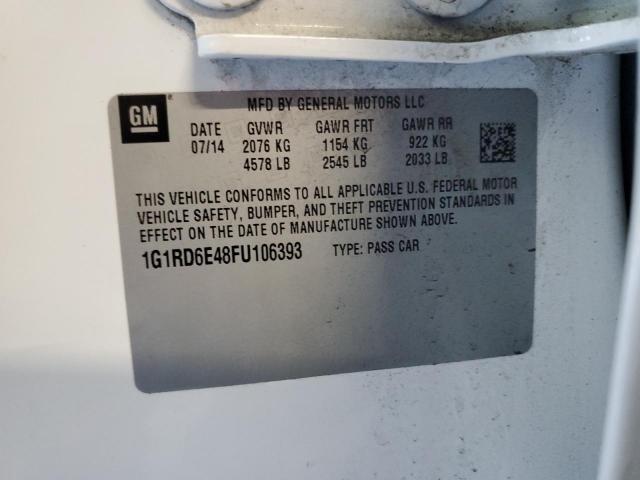 GM
MFD BY GENERAL MOTORS LLC
DATE GVWR GAWR FRT GAWR RR
07/14 2076 KG 1154 KG 922 KG
4578 LB 2545 LB 2033 LB
THIS VEHICLE CONFORMS TO ALL APPLICABLE U.S. FEDERAL MOTOR
VEHICLE SAFETY, BUMPER, AND THEFT PREVENTION STANDARDS IN
EFFECT ON THE DATE OF MANUFACTURE SHOWN ABOVE.
1G1RD6E48FU106393 TYPE: PASS CAR